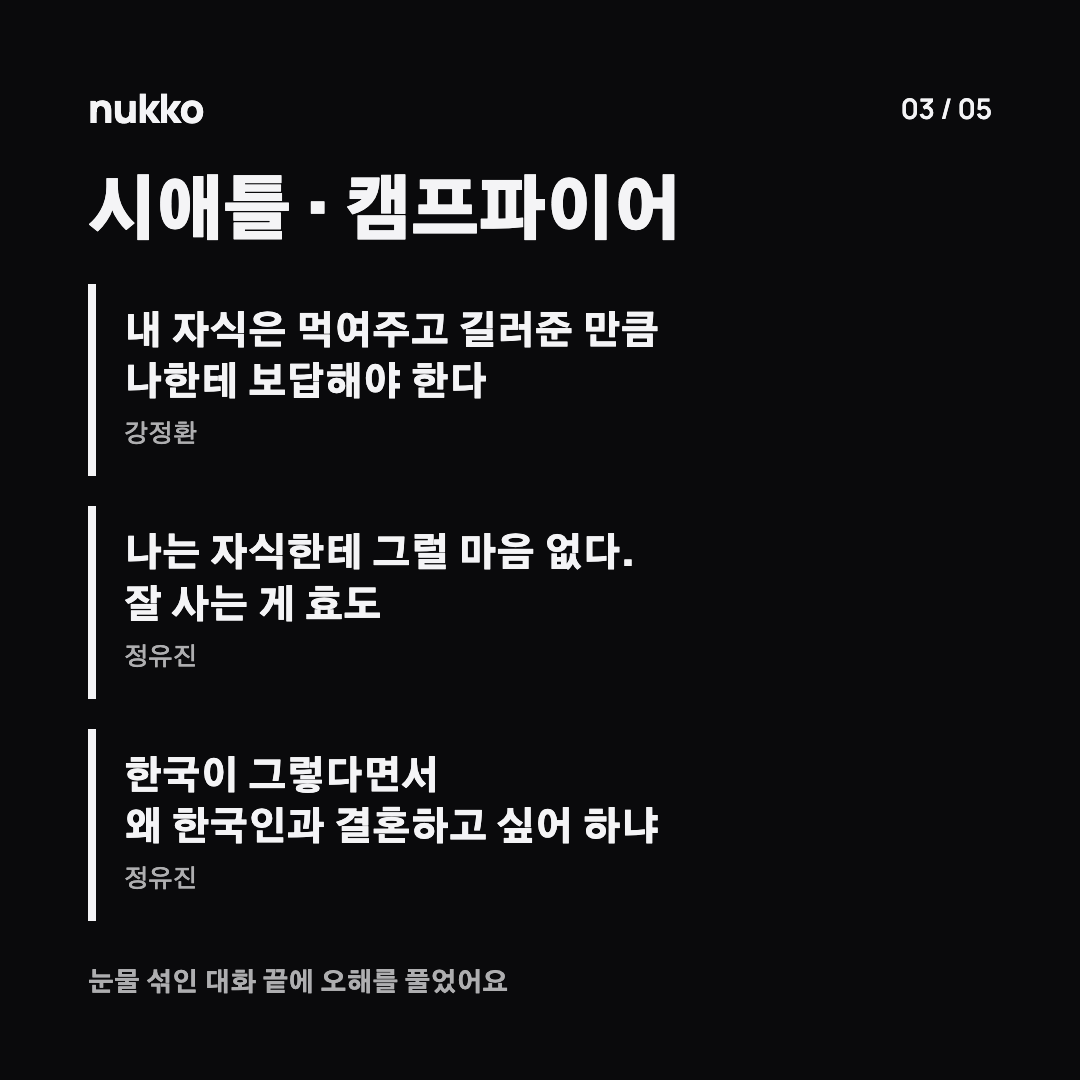 nukko
03 / 05
시애틀 · 캠프파이어
내 자식은 먹여주고 길러준 만큼
나한테 보답해야 한다
강정환
나는 자식한테 그럴 마음 없다.
잘 사는 게 효도
정유진
한국이 그렇다면서
왜 한국인과 결혼하고 싶어 하냐
정유진
눈물 섞인 대화 끝에 오해를 풀었어요